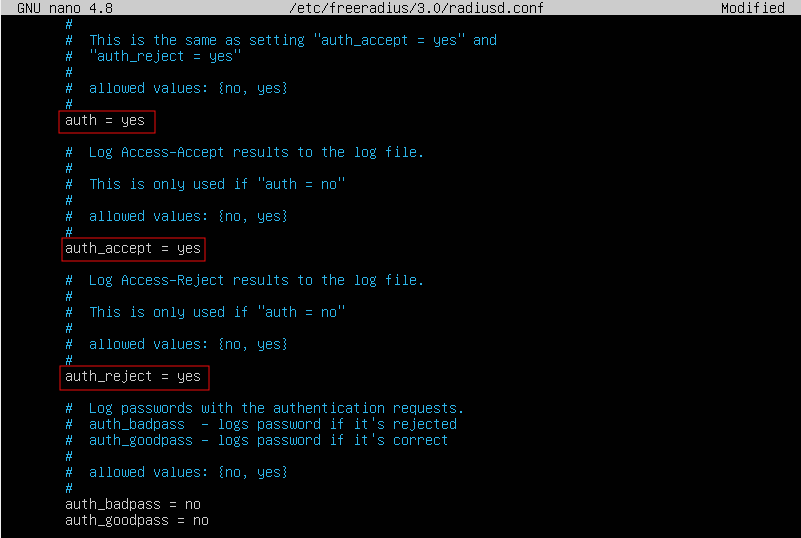 GNU nano 4.8 /etc/freeradius/3.0/radiusd.conf Modified
#
# This is the same as setting "auth_accept = yes" and
# "auth_reject = yes"
#
# allowed values: {no, yes}
#
auth = yes
# Log Access-Accept results to the log file.
#
# This is only used if "auth = no"
#
# allowed values: {no, yes}
#
auth_accept = yes
# Log Access-Reject results to the log file.
#
# This is only used if "auth = no"
#
# allowed values: {no, yes}
#
auth_reject = yes
# Log passwords with the authentication requests.
# auth_badpass – logs password if it's rejected
# auth_goodpass – logs password if it's correct
#
# allowed values: {no, yes}
#
auth_badpass = no
auth_goodpass = no